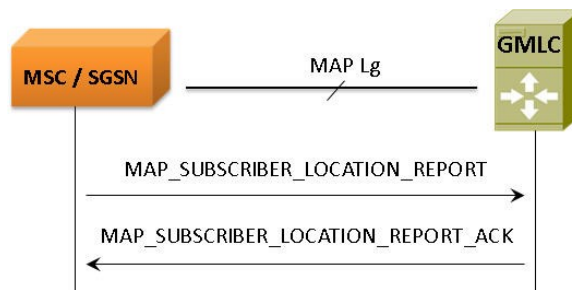 GMLC
MAP Lg
MSC / SGSN
MAP_SUBSCRIBER_LOCATION_REPORT
MAP_SUBSCRIBER_LOCATION_REPORT_ACK